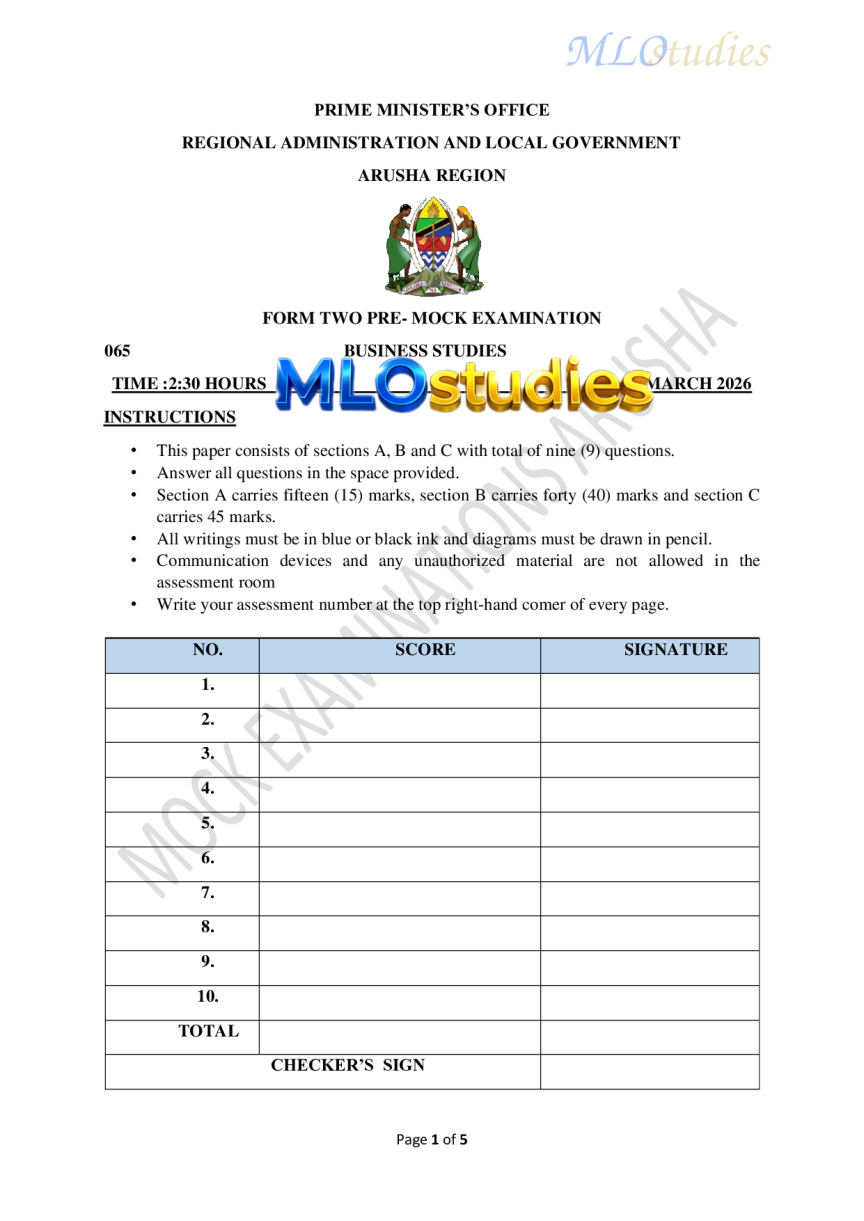 MLOstudies
PRIME MINISTER'S OFFICE
REGIONAL ADMINISTRATION AND LOCAL GOVERNMENT
ARUSHA REGION
FORM TWO PRE- MOCK EXAMINATION
065 BUSINESS STUDIES
TIME :2:30 HOURS MLOstudies MARCH 2026
INSTRUCTIONS
• This paper consists of sections A, B and C with total of nine (9) questions.
• Answer all questions in the space provided.
• Section A carries fifteen (15) marks, section B carries forty (40) marks and section C
carries 45 marks.
• All writings must be in blue or black ink and diagrams must be drawn in pencil.
• Communication devices and any unauthorized material are not allowed in the
assessment room
• Write your assessment number at the top right-hand comer of every page.
NO. SCORE SIGNATURE
1.
2.
3.
4.
5.
6.
7.
8.
9.
10.
TOTAL
CHECKER'S SIGN
MOCK EXAMINATIONS ARUSHA
Page 1 of 5